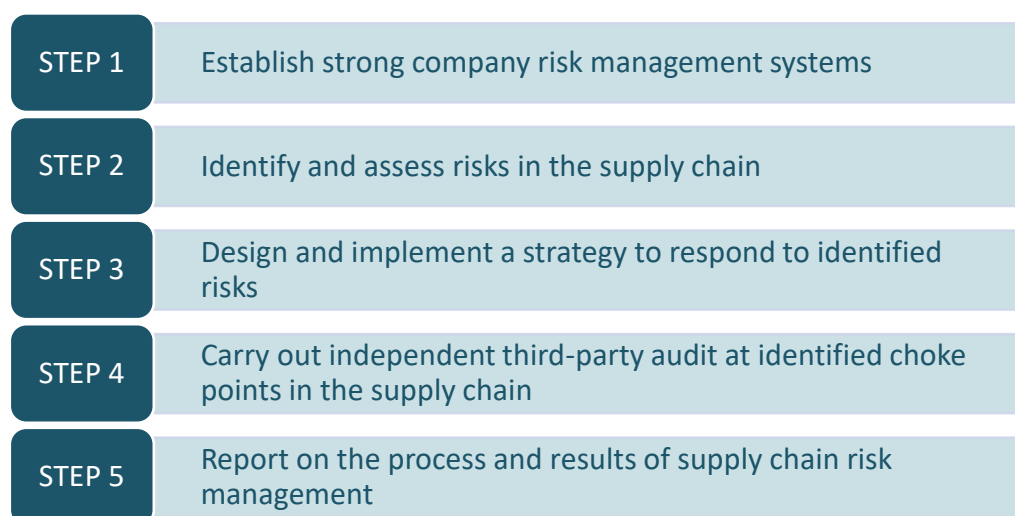 STEP 1
Establish strong company risk management systems
STEP 2
Identify and assess risks in the supply chain
STEP 3
Design and implement a strategy to respond to identified
risks
STEP 4
Carry out independent third-party audit at identified choke
points in the supply chain
STEP 5
Report on the process and results of supply chain risk
management